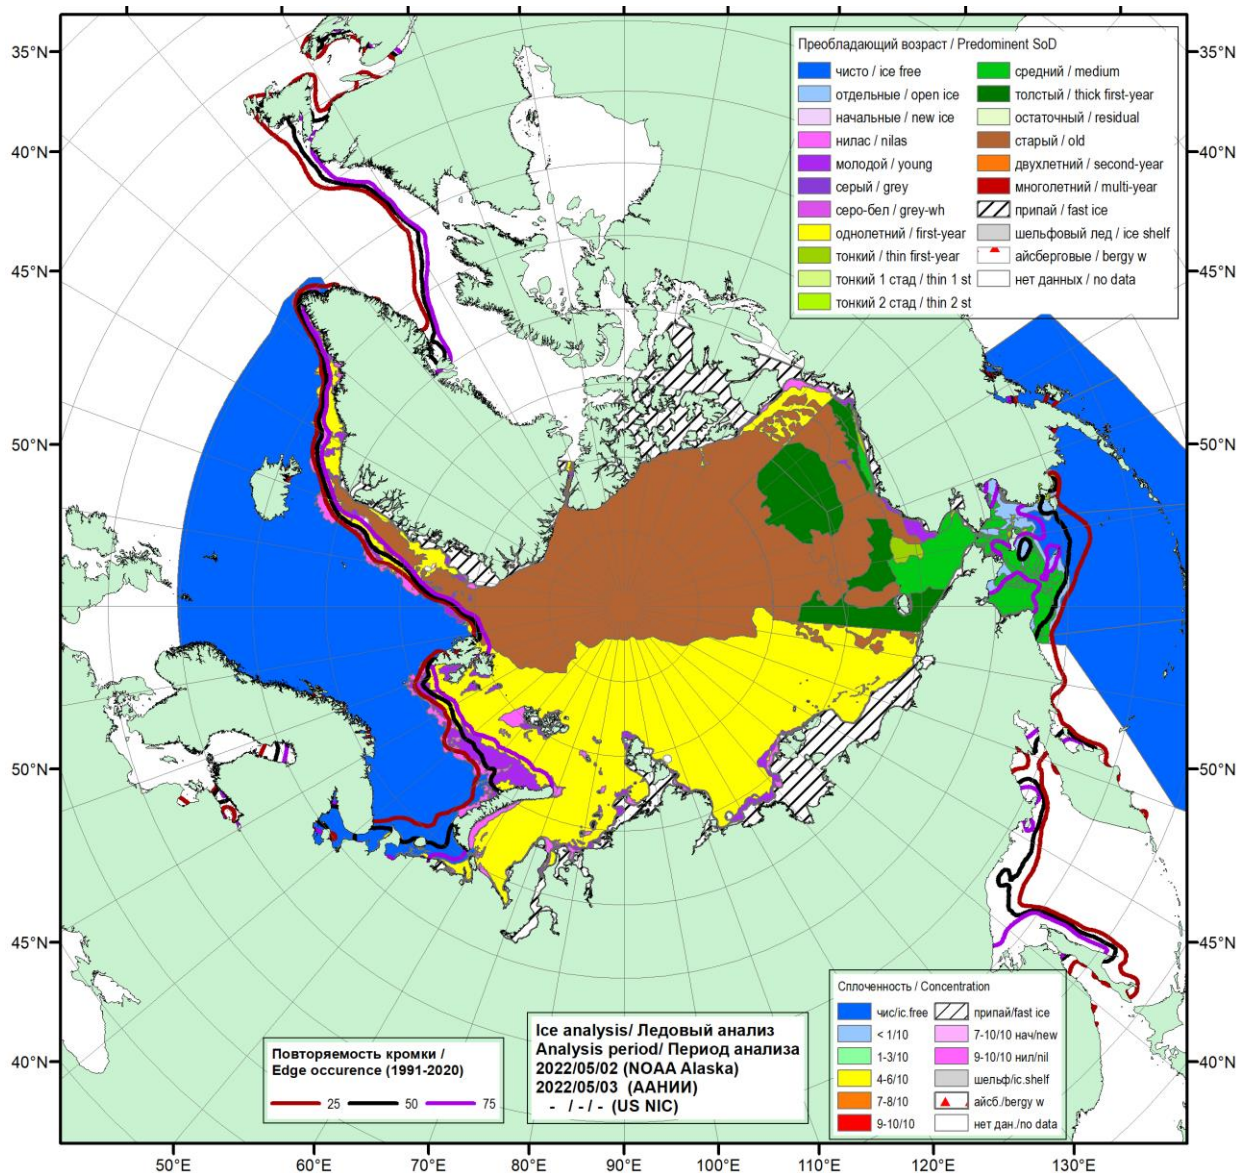 35°N
40°N
45°N
50°N
50°N
45°N
40°N
35°N
40°N
45°N
50°N
50°N
45°N
40°N
Преобладающий возраст / Predominent SoD
чисто / ice free
отдельные / open ice
начальные / new ice
нилас / nilas
молодой / young
серый / grey
серо-бел / grey-wh
однолетний / first-year
тонкий / thin first-year
тонкий 1 стад / thin 1 st
тонкий 2 стад / thin 2 st
средний / medium
толстый / thick first-year
остаточный / residual
старый / old
двухлетний / second-year
многолетний / multi-year
припай / fast ice
шельфовый лед / ice shelf
айсберговые / bergy w
нет данных / no data
Повторяемость кромки /
Edge occurence (1991-2020)
25 50 75
Ice analysis/ Ледовый анализ
Analysis period/ Период анализа
2022/05/02 (NOAA Alaska)
2022/05/03 (ААНИИ)
- / - / - (US NIC)
Сплоченность / Concentration
чис/ic.free
< 1/10
1-3/10
4-6/10
7-8/10
9-10/10
припай/fast ice
7-10/10 нач/new
9-10/10 нил/nil
шельф/ic.shelf
айсб./bergy w
нет дан./no data
50°E 60°E 70°E 80°E 90°E 100°E 110°E 120°E 130°E